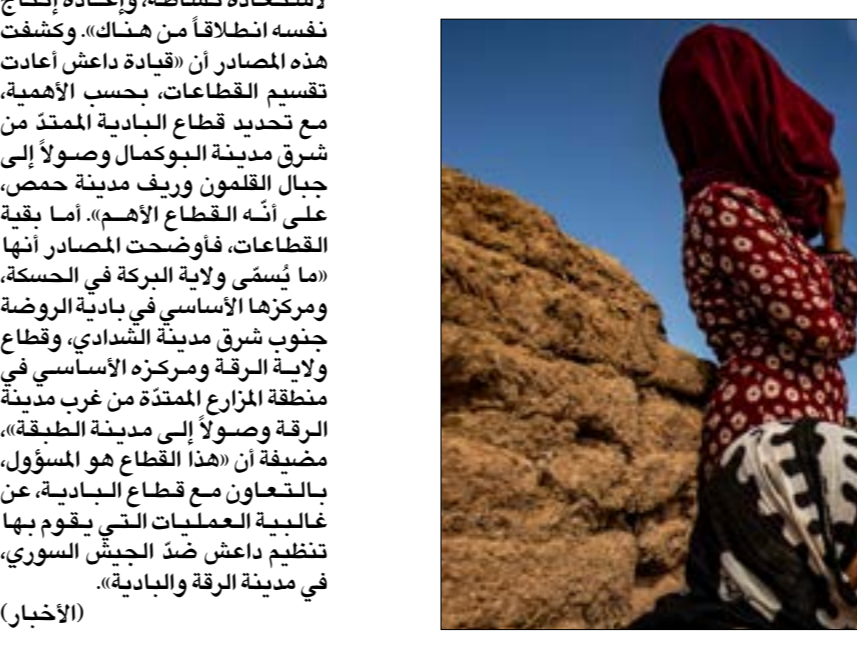 لاستعادة نشاطه، وإعادة إنتاج
نفسه انطلاقاً من هناك». وكشفت
هذه المصادر أن «قيادة داعش أعادت
تقسيم القطاعات، بحسب الأهمية،
مع تحديد قطاع البادية الممتدّ من
شرق مدينة البوكمال وصولاً إلى
جبال القلمون وريف مدينة حمص،
على أنّه القطاع الأهم». أما بقية
القطاعات، فأوضحت المصادر أنها
«ما يُسمّى ولاية البركة في الحسكة،
ومركزها الأساسي في بادية الروضة
جنوب شرق مدينة الشدادي، وقطاع
ولاية الرقة ومركزه الأساسي في
منطقة المزارع الممتدّة من غرب مدينة
الرقة وصولاً إلى مدينة الطبقة»،
مضيفة أن «هذا القطاع هو المسؤول،
بالتعاون مع قطاع البادية، عن
غالبية العمليات التي يقوم بها
تنظيم داعش ضدّ الجيش السوري،
في مدينة الرقة والبادية».
(الأخبار)